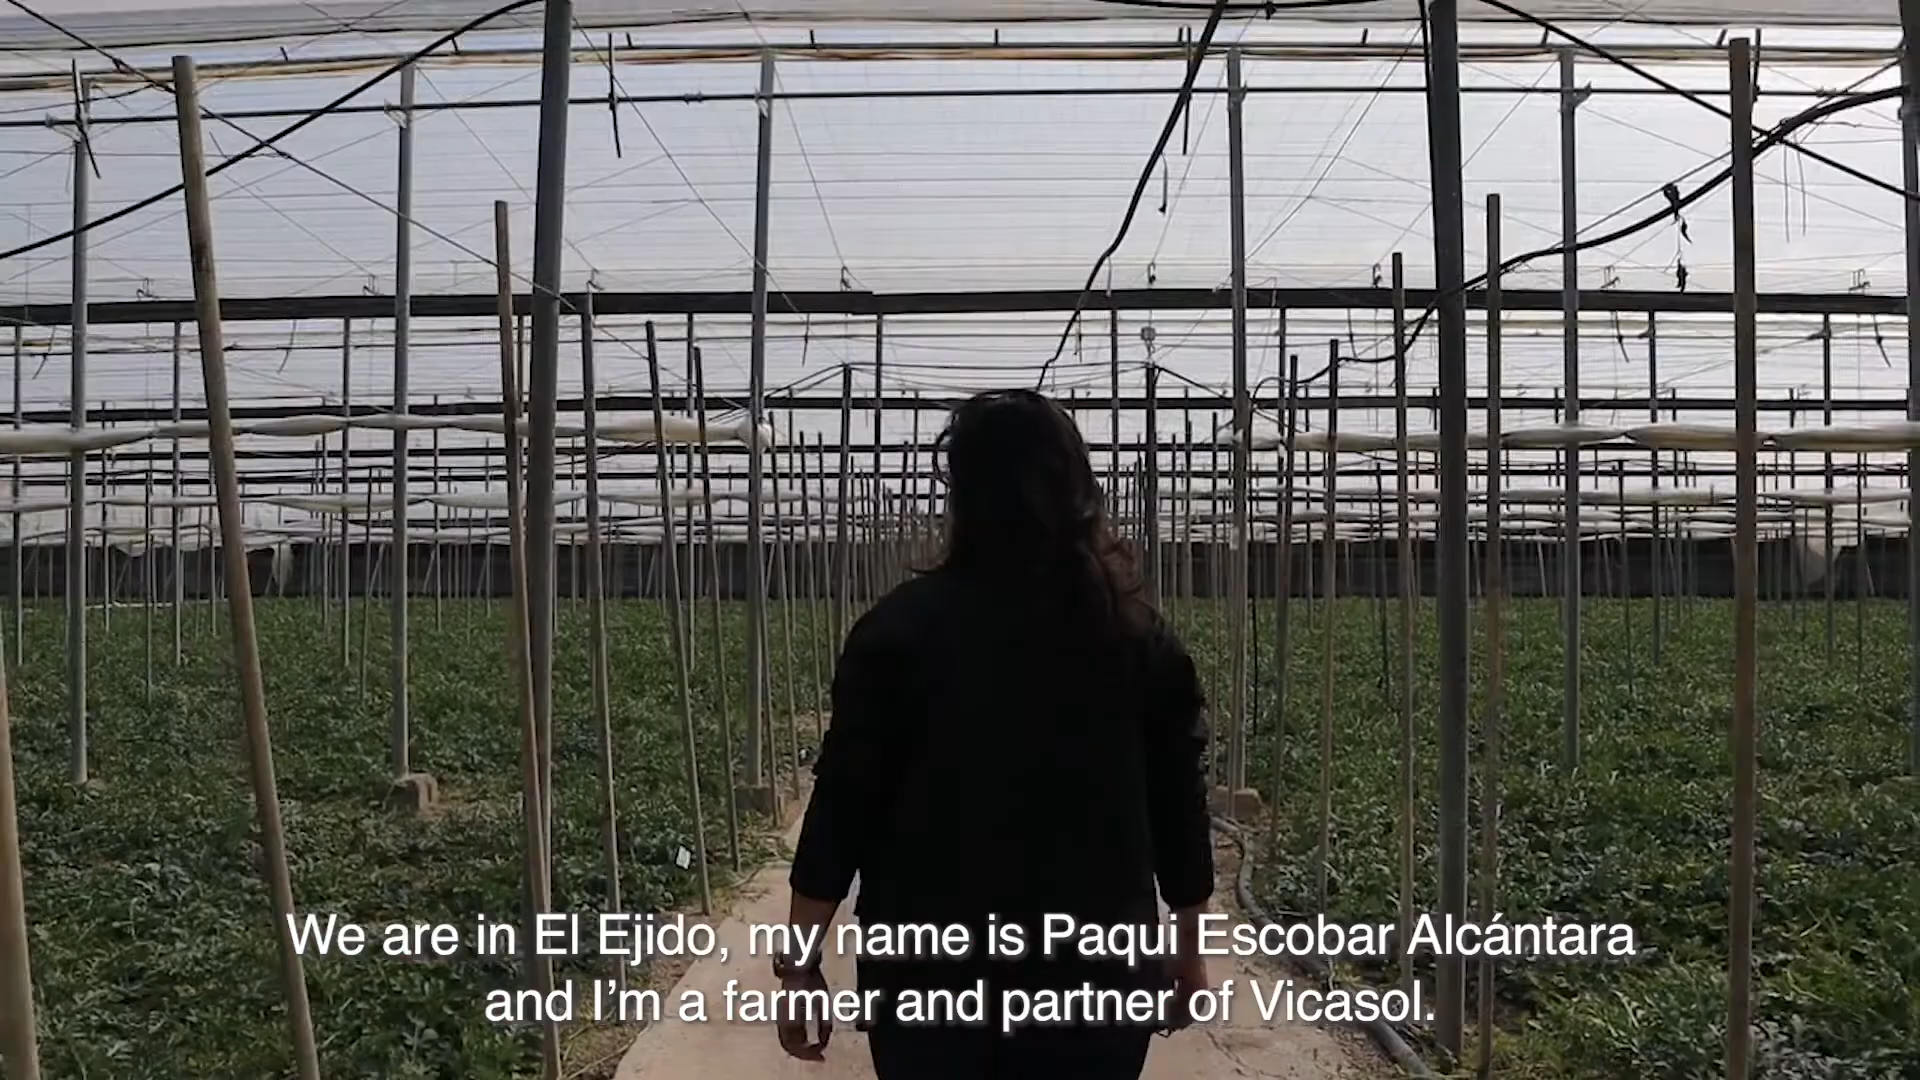 We are in El Ejido, my name is Paqui Escobar Alcántara
and I’m a farmer and partner of Vicasol.